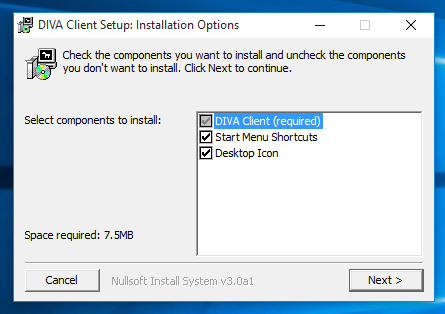 DIVA Client Setup: Installation Options
Check the components you want to install and uncheck the components
you don't want to install. Click Next to continue.
Select components to install:
DIVA Client (required)
Start Menu Shortcuts
Desktop Icon
Space required: 7.5MB
Cancel
Nullsoft Install System v3.0a1
Next >